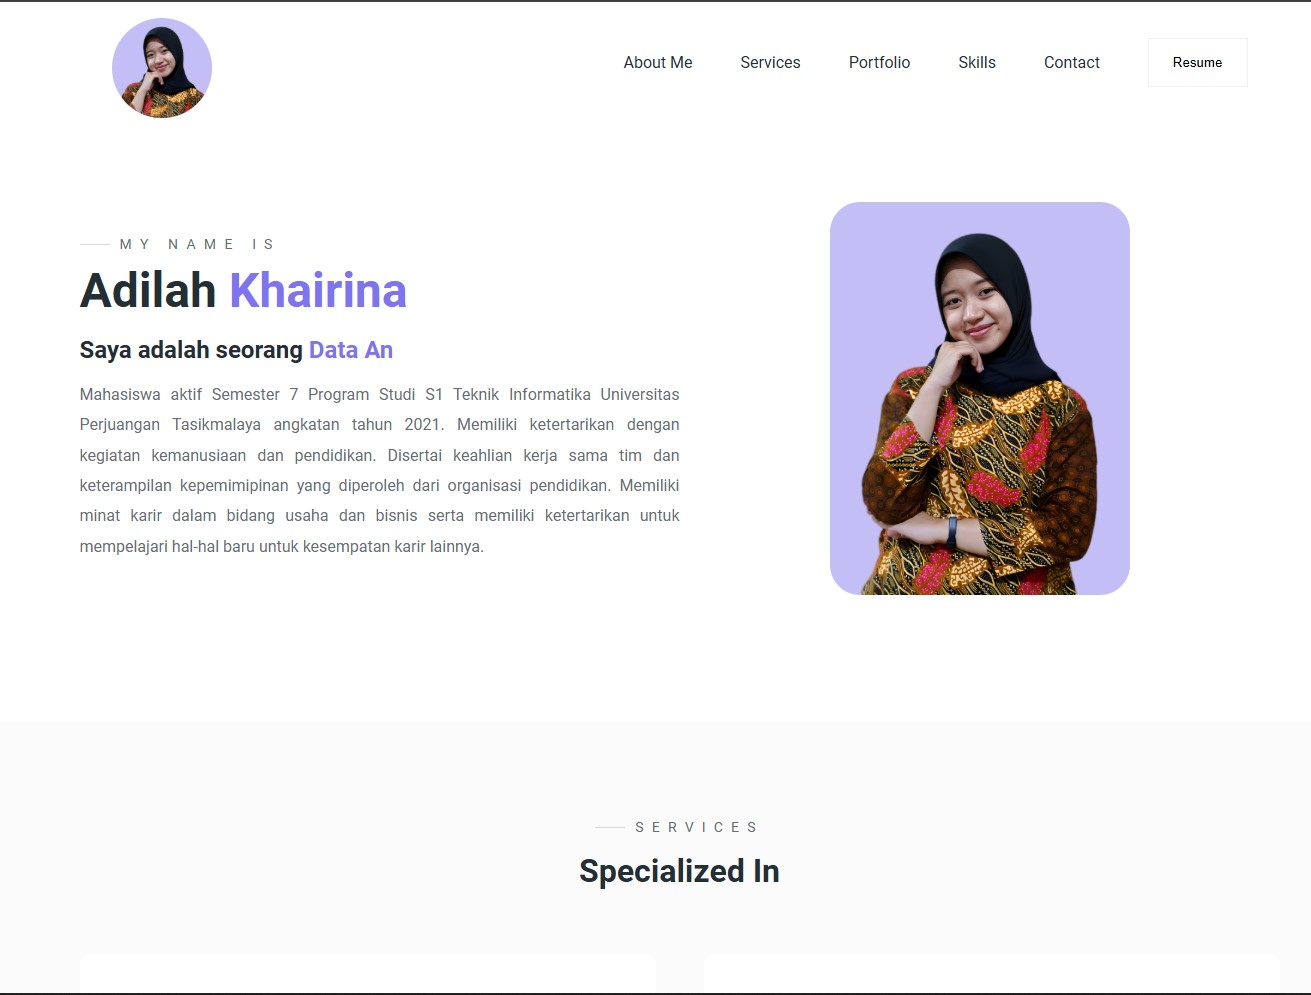 About Me Services Portfolio Skills Contact Resume
MY NAME IS
Adilah Khairina
Saya adalah seorang Data An
Mahasiswa aktif Semester 7 Program Studi S1 Teknik Informatika Universitas
Perjuangan Tasikmalaya angkatan tahun 2021. Memiliki ketertarikan dengan
kegiatan kemanusiaan dan pendidikan. Disertai keahlian kerja sama tim dan
keterampilan kepemimipinan yang diperoleh dari organisasi pendidikan. Memiliki
minat karir dalam bidang usaha dan bisnis serta memiliki ketertarikan untuk
mempelajari hal-hal baru untuk kesempatan karir lainnya.
SERVICES
Specialized In